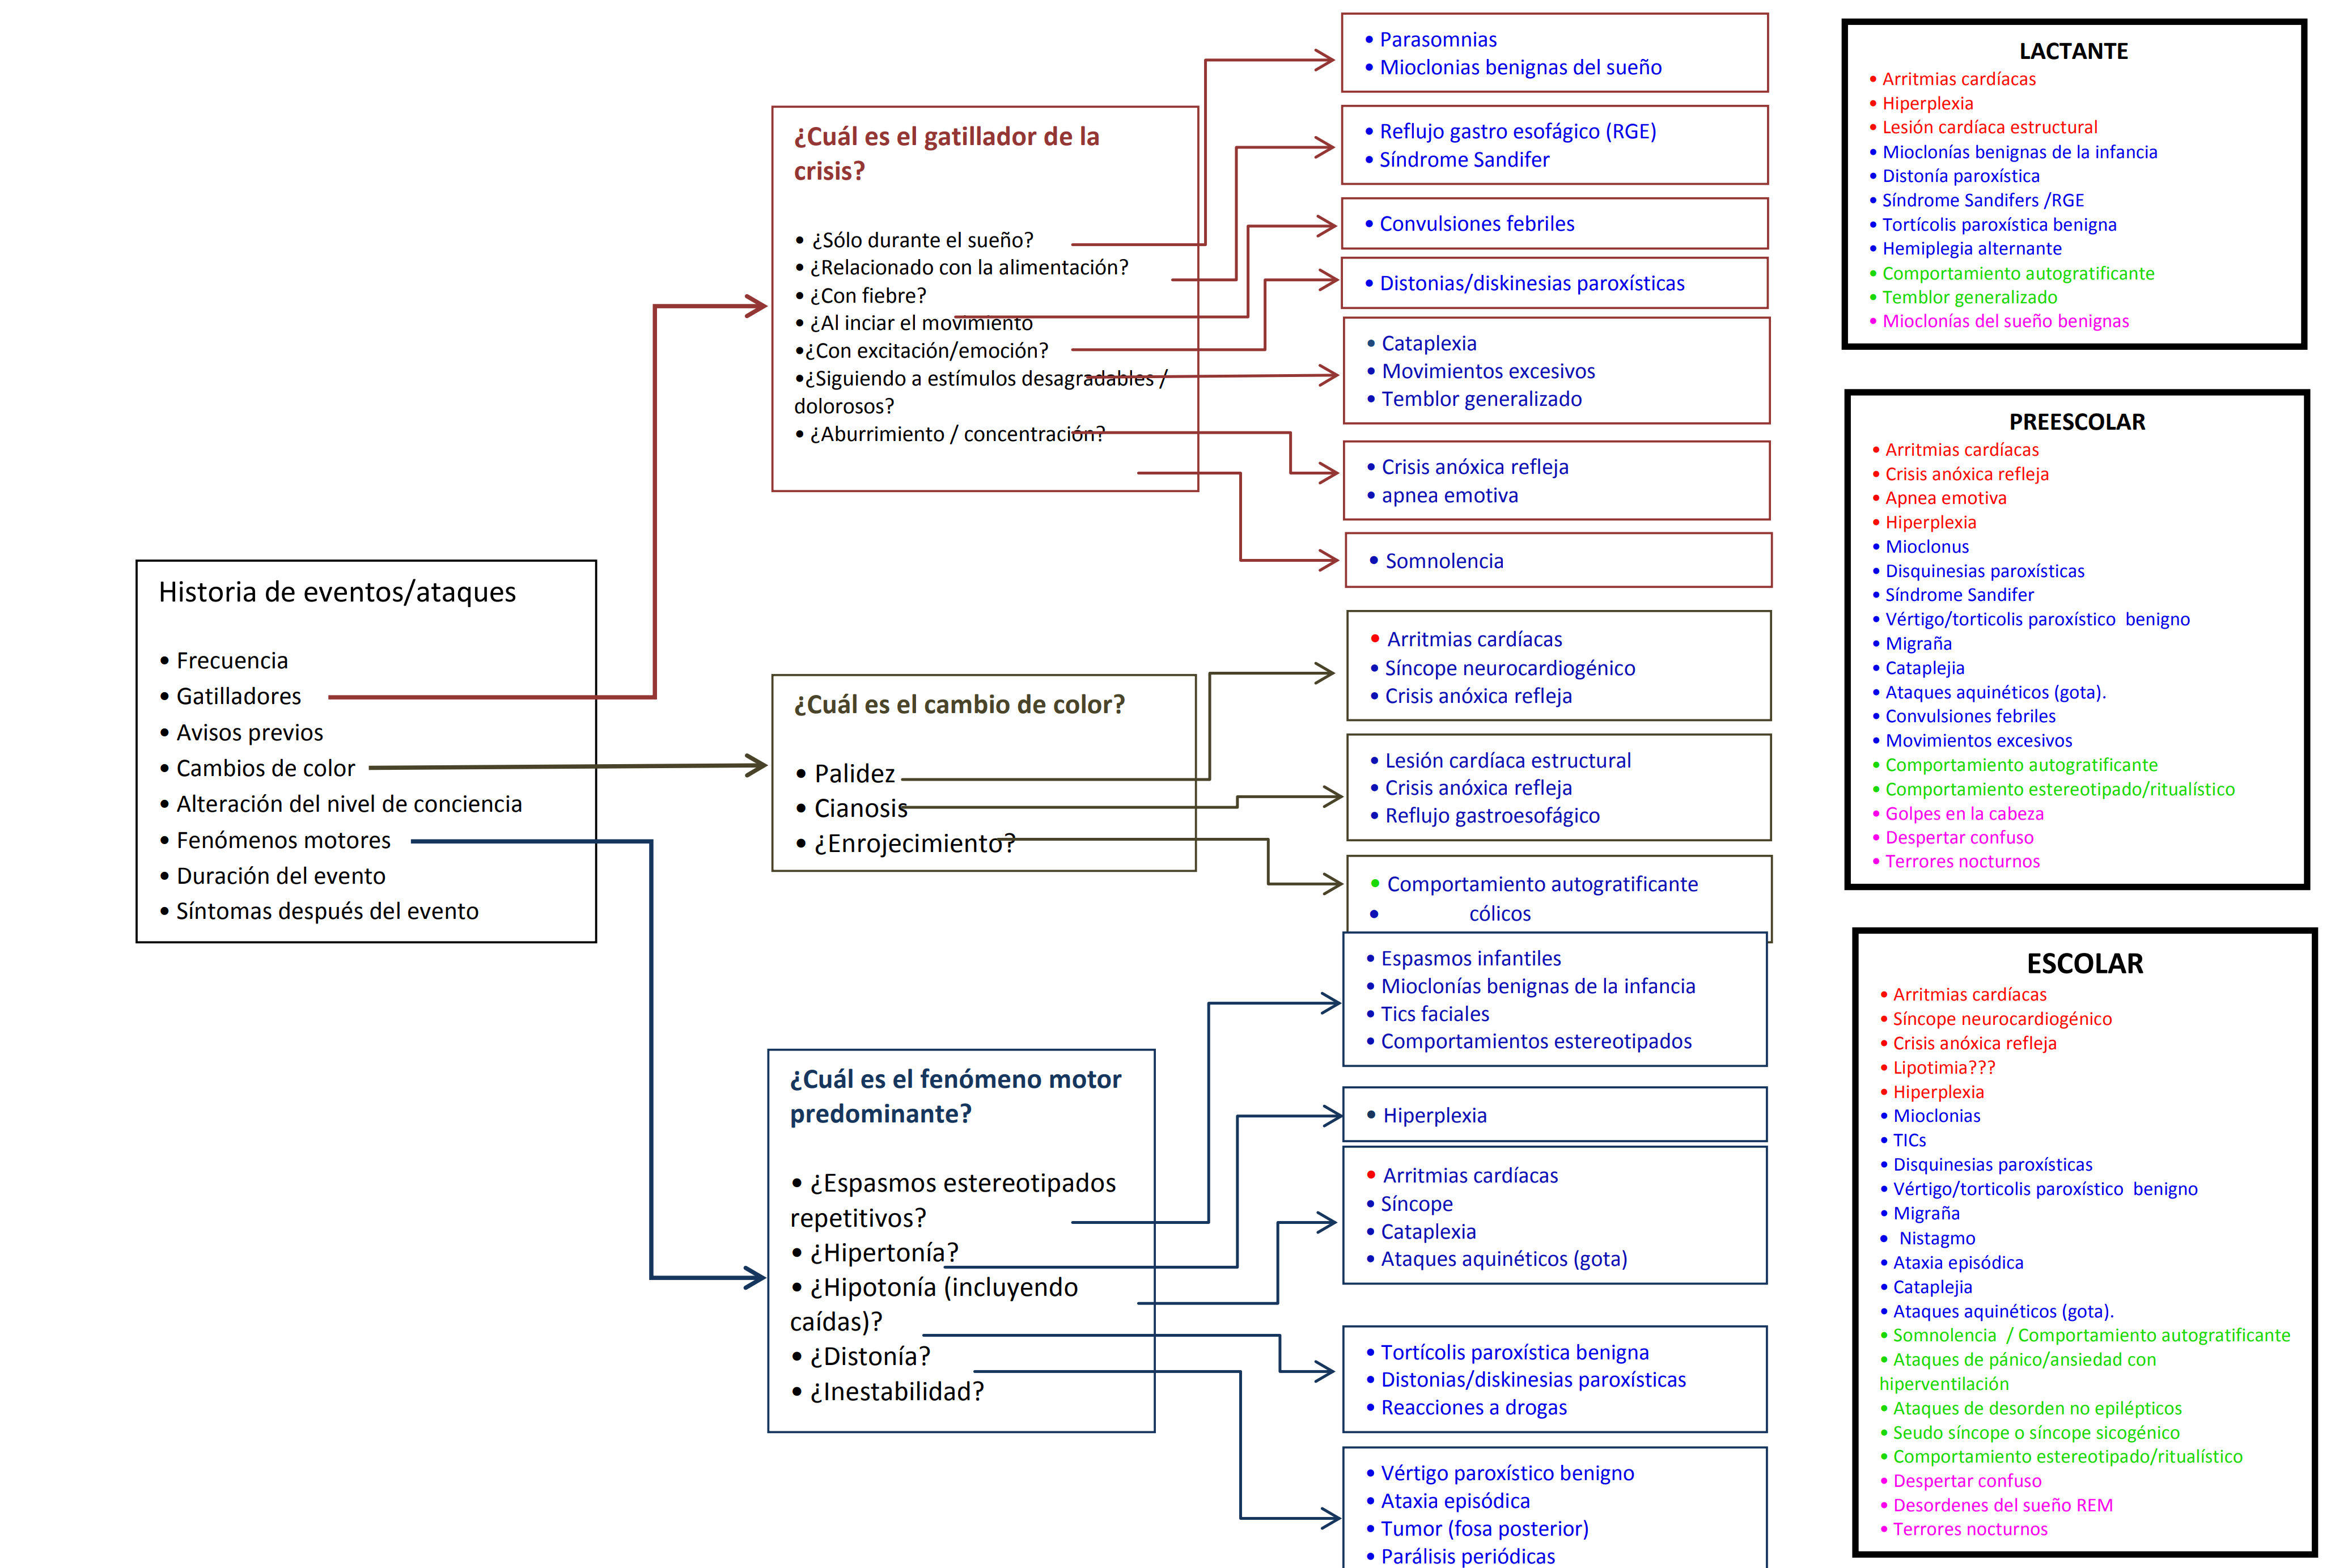 Historia de eventos/ataques
• Frecuencia
• Gatilladores
• Avisos previos
• Cambios de color
• Alteración del nivel de conciencia
• Fenómenos motores
• Duración del evento
• Síntomas después del evento
¿Cuál es el gatillador de la
crisis?
• ¿Sólo durante el sueño?
• ¿Relacionado con la alimentación?
• ¿Con fiebre?
• ¿Al inciar el movimiento
•¿Con excitación/emoción?
•¿Siguiendo a estímulos desagradables /
dolorosos?
• ¿Aburrimiento / concentración?
¿Cuál es el cambio de color?
• Palidez
• Cianosis
• ¿Enrojecimiento?
¿Cuál es el fenómeno motor
predominante?
• ¿Espasmos estereotipados
repetitivos?
• ¿Hipertonía?
• ¿Hipotonía (incluyendo
caídas)?
• ¿Distonía?
• ¿Inestabilidad?
• Parasomnias
• Mioclonias benignas del sueño
• Reflujo gastro esofágico (RGE)
• Síndrome Sandifer
• Convulsiones febriles
• Distonias/diskinesias paroxísticas
• Cataplexia
• Movimientos excesivos
• Temblor generalizado
• Crisis anóxica refleja
• apnea emotiva
• Somnolencia
• Arritmias cardíacas
• Síncope neurocardiogénico
• Crisis anóxica refleja
• Lesión cardíaca estructural
• Crisis anóxica refleja
• Reflujo gastroesofágico
• Comportamiento autogratificante
• cólicos
• Espasmos infantiles
• Mioclonías benignas de la infancia
• Tics faciales
• Comportamientos estereotipados
• Hiperplexia
• Arritmias cardíacas
• Síncope
• Cataplexia
• Ataques aquinéticos (gota)
• Tortícolis paroxística benigna
• Distonias/diskinesias paroxísticas
• Reacciones a drogas
• Vértigo paroxístico benigno
• Ataxia episódica
• Tumor (fosa posterior)
• Parálisis periódicas
LACTANTE
• Arritmias cardíacas
• Hiperplexia
• Lesión cardíaca estructural
• Mioclonías benignas de la infancia
• Distonía paroxística
• Síndrome Sandifers /RGE
• Tortícolis paroxística benigna
• Hemiplegia alternante
• Comportamiento autogratificante
• Temblor generalizado
• Mioclonías del sueño benignas
PREESCOLAR
• Arritmias cardíacas
• Crisis anóxica refleja
• Apnea emotiva
• Hiperplexia
• Mioclonus
• Disquinesias paroxísticas
• Síndrome Sandifer
• Vértigo/torticolis paroxístico benigno
• Migraña
• Cataplejia
• Ataques aquinéticos (gota).
• Convulsiones febriles
• Movimientos excesivos
• Comportamiento autogratificante
• Comportamiento estereotipado/ritualístico
• Golpes en la cabeza
• Despertar confuso
• Terrores nocturnos
ESCOLAR
• Arritmias cardíacas
• Síncope neurocardiogénico
• Crisis anóxica refleja
• Lipotimia???
• Hiperplexia
• Mioclonias
• TICs
• Disquinesias paroxísticas
• Vértigo/torticolis paroxístico benigno
• Migraña
• Nistagmo
• Ataxia episódica
• Cataplejia
• Ataques aquinéticos (gota).
• Somnolencia / Comportamiento autogratificante
• Ataques de pánico/ansiedad con
hiperventilación
• Ataques de desorden no epilépticos
• Seudo síncope o síncope sicogénico
• Comportamiento estereotipado/ritualístico
• Despertar confuso
• Desordenes del sueño REM
• Terrores nocturnos